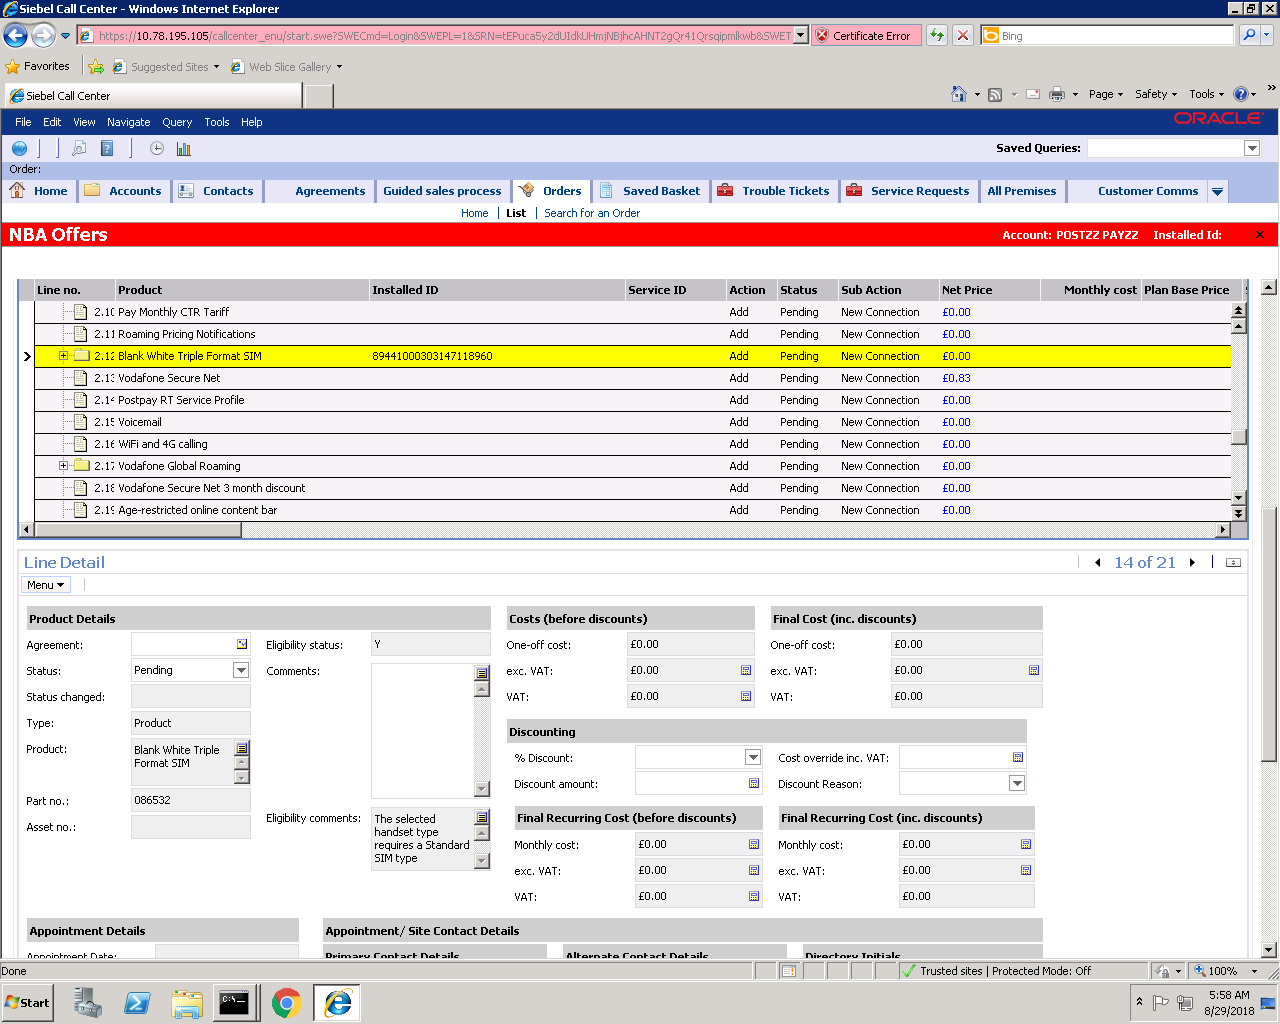 Siebel Call Center - Windows Internet Explorer
https://10.78.195.105/callcenter_enu/start.swe?SWECmd=Login&SWEPL=1&SRN=tEPuca5y2dUIdkUHmjNBjhcAHNT2gQr41Qrsqipmlkwb&SWET
Certificate Error
Bing
Favorites
Suggested Sites
Web Slice Gallery
Siebel Call Center
Page
Safety
Tools
File Edit View Navigate Query Tools Help
ORACLE
Saved Queries:
Order:
Home Accounts Contacts Agreements Guided sales process Orders Saved Basket Trouble Tickets Service Requests All Premises Customer Comms
Home | List | Search for an Order
NBA Offers
Account: POSTZZ PAYZZ Installed Id:
Line no. Product Installed ID Service ID Action Status Sub Action Net Price Monthly cost Plan Base Price
2.10 Pay Monthly CTR Tariff Add Pending New Connection £0.00
2.11 Roaming Pricing Notifications Add Pending New Connection £0.00
2.12 Blank White Triple Format SIM 89441000303147118960 Add Pending New Connection £0.00
2.13 Vodafone Secure Net Add Pending New Connection £0.83
2.14 Postpay RT Service Profile Add Pending New Connection £0.00
2.15 Voicemail Add Pending New Connection £0.00
2.16 WiFi and 4G calling Add Pending New Connection £0.00
2.17 Vodafone Global Roaming Add Pending New Connection £0.00
2.18 Vodafone Secure Net 3 month discount Add Pending New Connection £0.00
2.19 Age-restricted online content bar Add Pending New Connection £0.00
Line Detail
14 of 21
Menu
Product Details
Agreement:
Status: Pending
Status changed:
Type: Product
Product: Blank White Triple
Format SIM
Part no.: 086532
Asset no.:
Eligibility status: Y
Comments:
Eligibility comments: The selected
handset type
requires a Standard
SIM type
Costs (before discounts)
One-off cost: £0.00
exc. VAT: £0.00
VAT: £0.00
Final Cost (inc. discounts)
One-off cost: £0.00
exc. VAT: £0.00
VAT: £0.00
Discounting
% Discount:
Cost override inc. VAT:
Discount amount:
Discount Reason:
Final Recurring Cost (before discounts)
Monthly cost: £0.00
exc. VAT: £0.00
VAT: £0.00
Final Recurring Cost (inc. discounts)
Monthly cost: £0.00
exc. VAT: £0.00
VAT: £0.00
Appointment Details
Appointment/ Site Contact Details
Appointment Date:
Primary Contact Details
Alternate Contact Details
Directory Initials
Done
Trusted sites | Protected Mode: Off
100%
Start
5:58 AM
8/29/2018